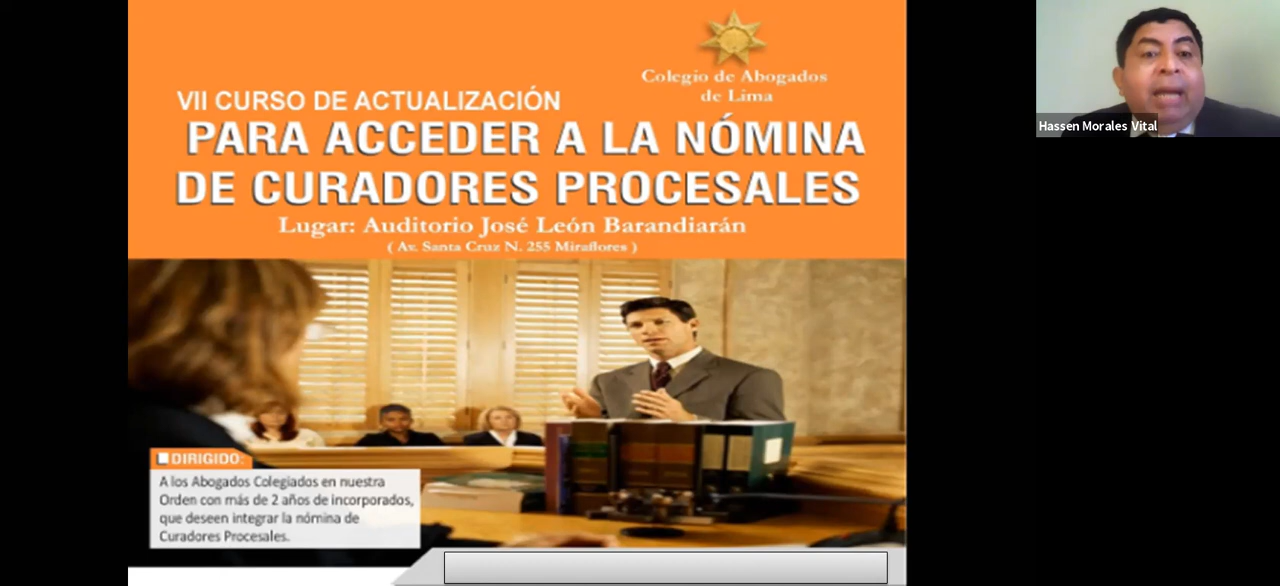 Colegio de Abogados
de Lima
VII CURSO DE ACTUALIZACIÓN
PARA ACCEDER A LA NÓMINA
DE CURADORES PROCESALES
Lugar: Auditorio José León Barandiarán
( Av. Santa Cruz N. 255 Miraflores )
DIRIGIDO:
A los Abogados Colegiados en nuestra
Orden con más de 2 años de incorporados,
que deseen integrar la nómina de
Curadores Procesales.
Hassen Morales Vital